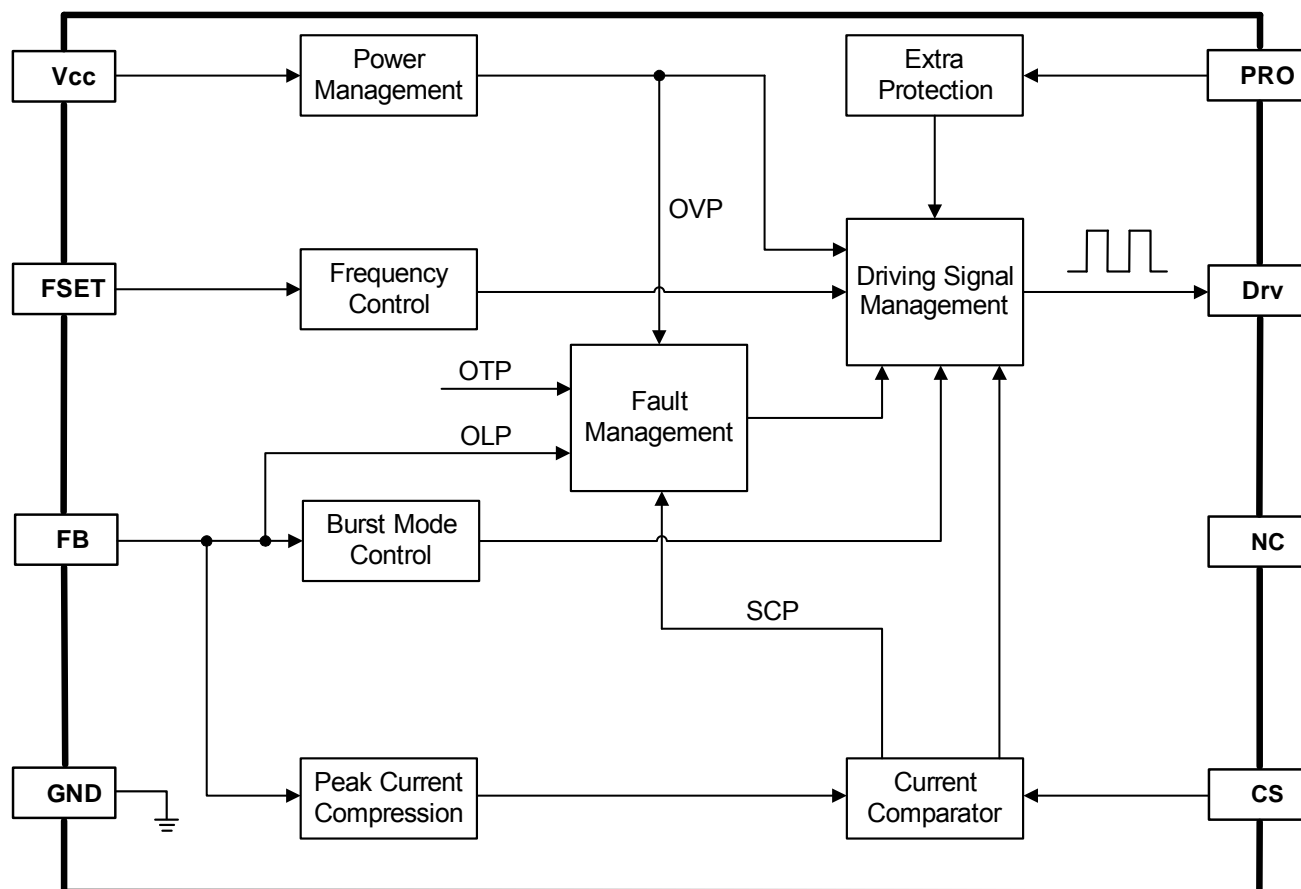 Vcc
Power
Management
Extra
Protection
PRO
OVP
FSET
Frequency
Control
Driving Signal
Management
Drv
OTP
Fault
Management
OLP
FB
Burst Mode
Control
NC
SCP
GND
Peak Current
Compression
Current
Comparator
CS